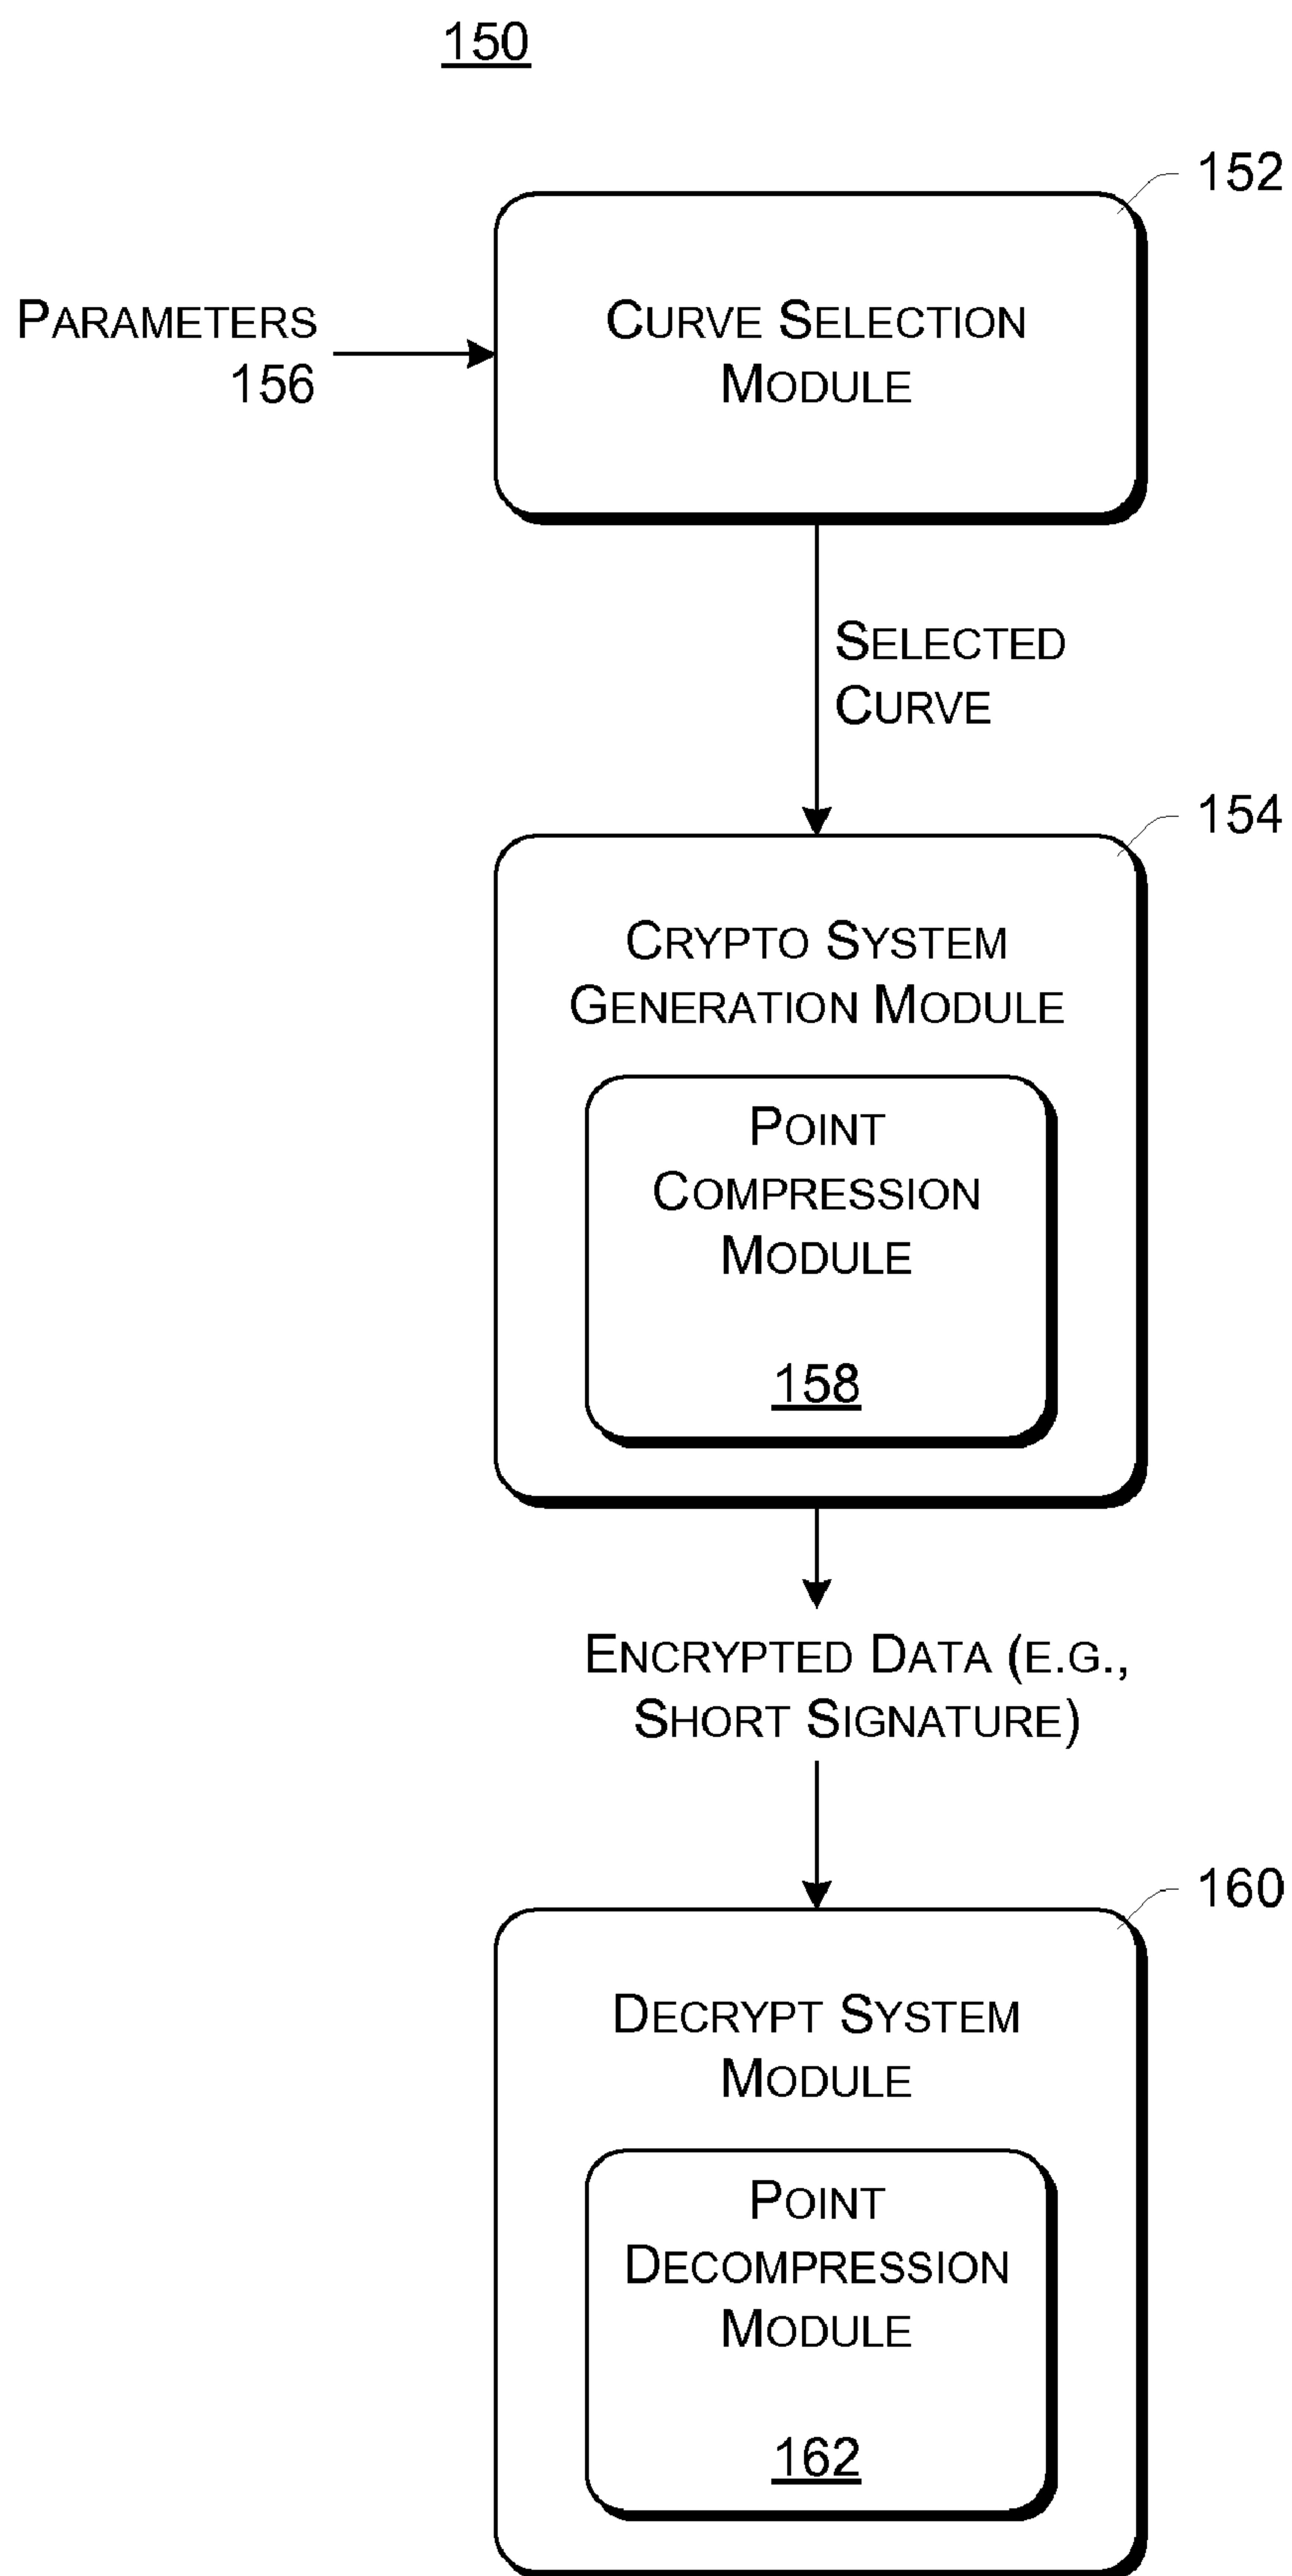 150
152
PARAMETERS
156
CURVE SELECTION
MODULE
SELECTED
CURVE
154
CRYPTO SYSTEM
GENERATION MODULE
POINT
COMPRESSION
MODULE
158
ENCRYPTED DATA (E.G.,
SHORT SIGNATURE)
160
DECRYPT SYSTEM
MODULE
POINT
DECOMPRESSION
MODULE
162